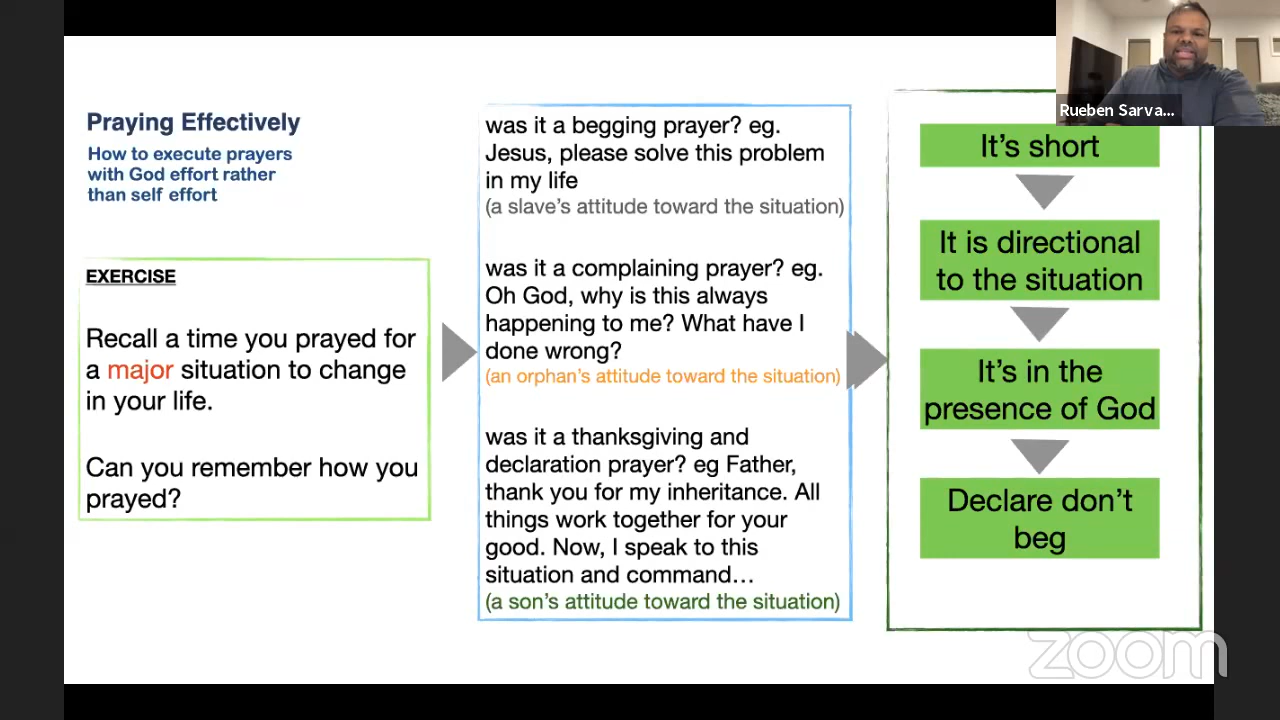 Praying Effectively
How to execute prayers
with God effort rather
than self effort
EXERCISE
Recall a time you prayed for
a major situation to change
in your life.
Can you remember how you
prayed?
was it a begging prayer? eg.
Jesus, please solve this problem
in my life
(a slave's attitude toward the situation)
was it a complaining prayer? eg.
Oh God, why is this always
happening to me? What have I
done wrong?
(an orphan's attitude toward the situation)
was it a thanksgiving and
declaration prayer? eg Father,
thank you for my inheritance. All
things work together for your
good. Now, I speak to this
situation and command…
(a son's attitude toward the situation)
It's short
It is directional
to the situation
It's in the
presence of God
Declare don't
beg
Rueben Sarva...
zoom